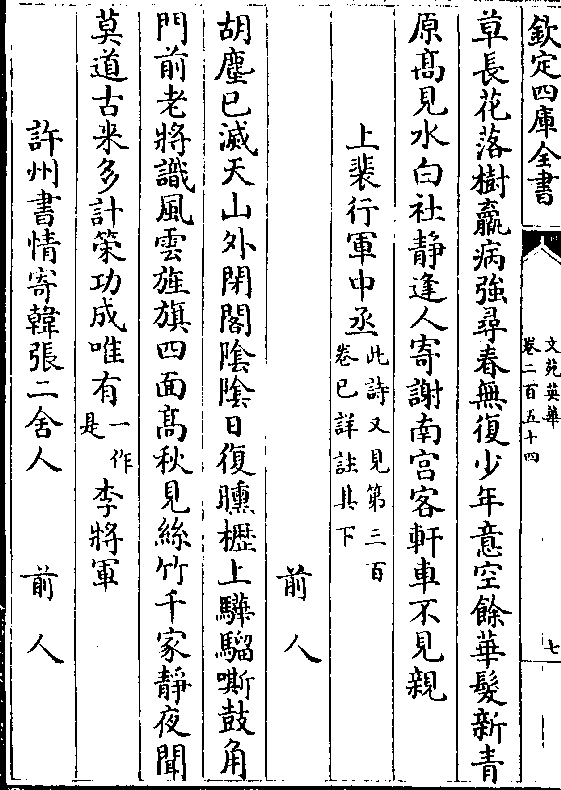 欽定四庫全書
文苑英華
卷二百五十四
七
草長花落樹羸病強尋春無復少年意空餘華髮新青
原髙見水白社靜逢人寄謝南宫客軒車不見親
上裴行軍中丞
此詩又見第三百
卷已詳註其下
前人
胡塵已滅天山外閉閣陰陰日復曛櫪上驊騮嘶鼓角
門前老將識風雲旌旗四面髙秋見絲竹千家靜夜聞
莫道古来多計策功成唯有一作是李將軍
許州書情寄韓張二舍人 前人